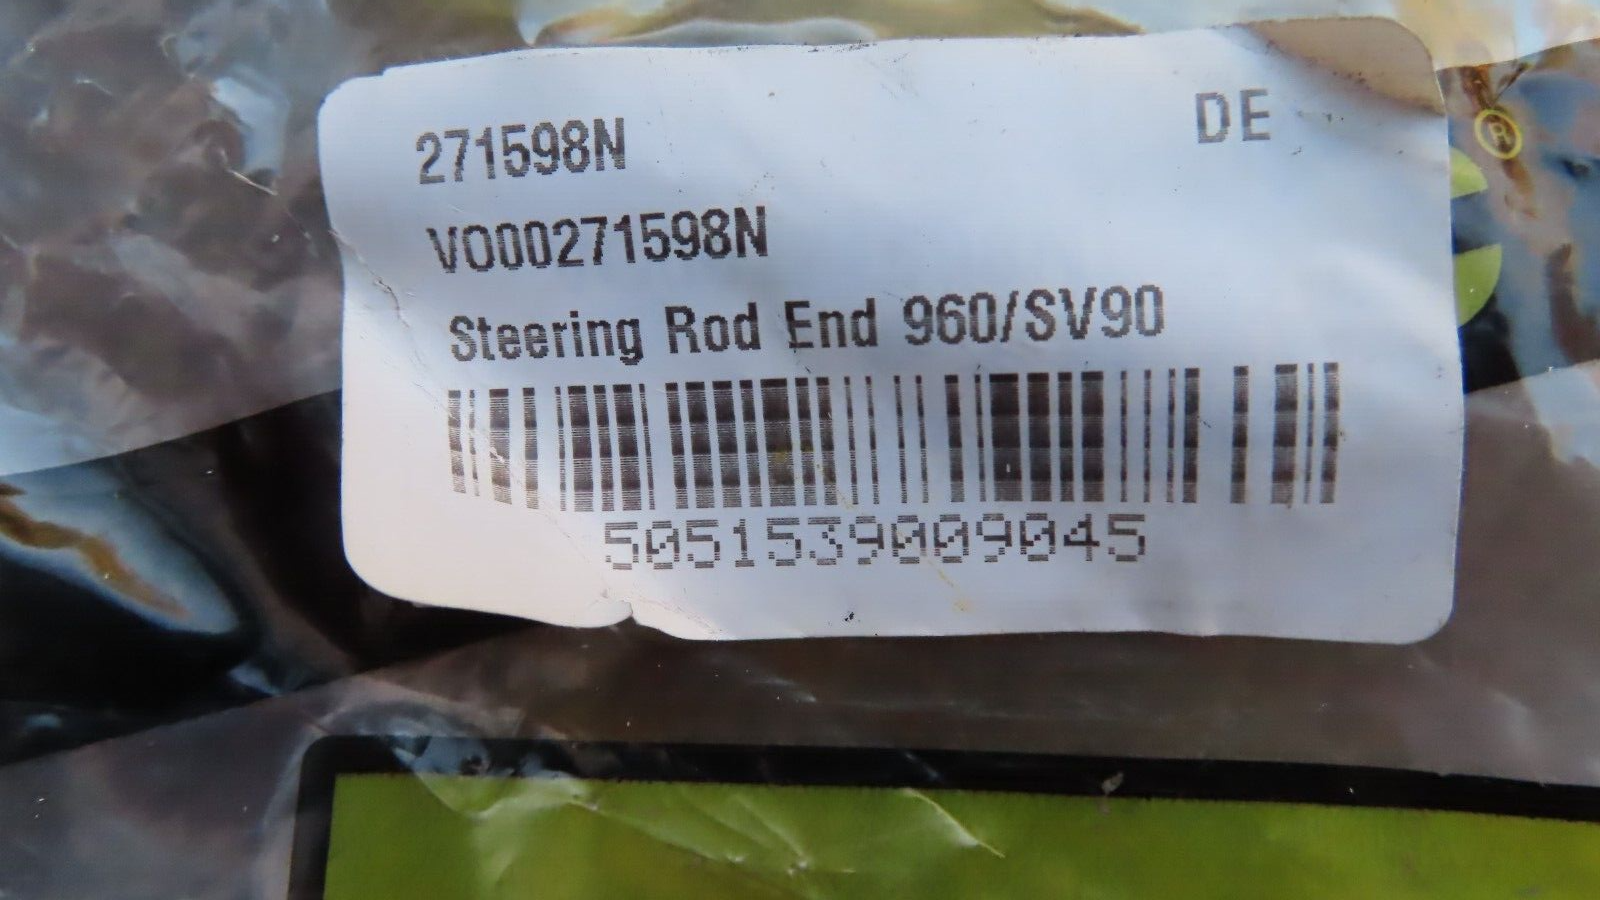 271598N DE
VO00271598N
Steering Rod End 960/SV90
5051539009045
®